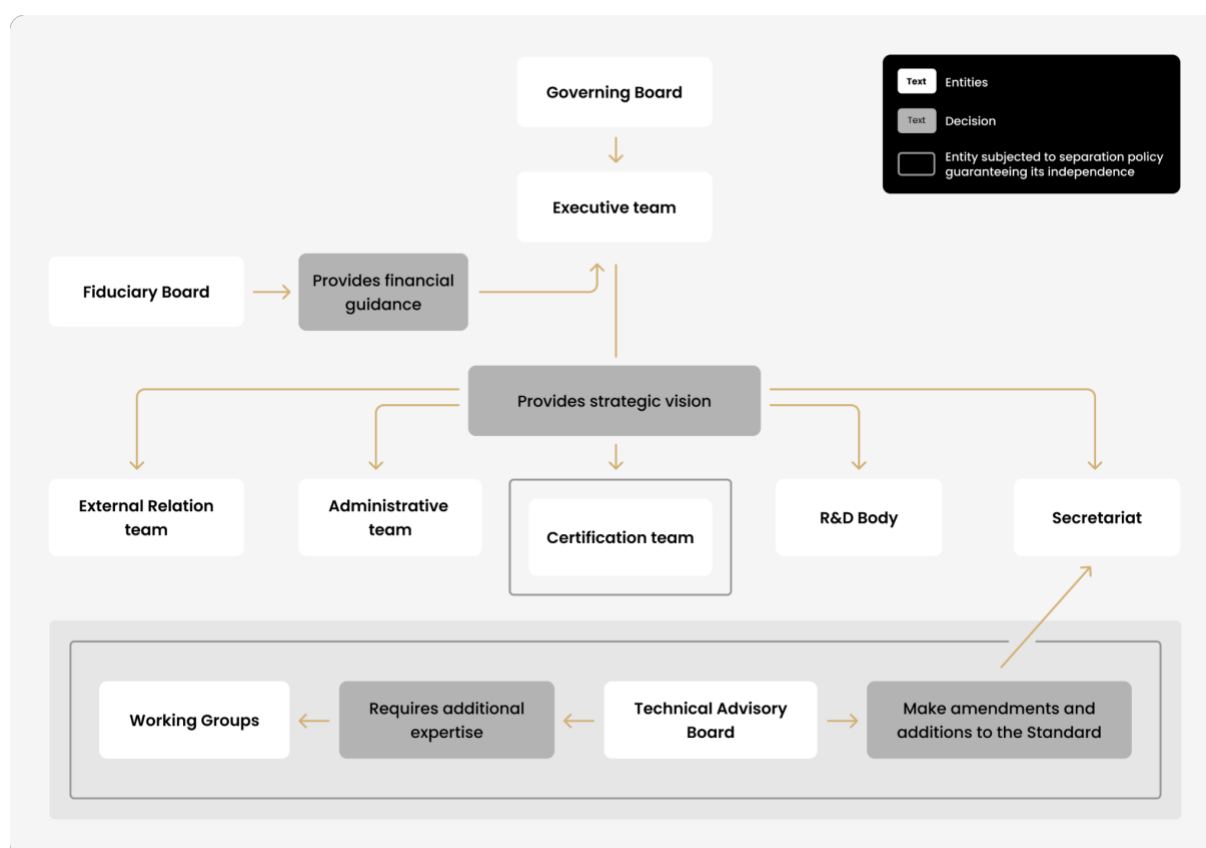 Governing Board
Text Entities
Text Decision
Entity subjected to separation policy
guaranteeing its independence
Executive team
Fiduciary Board
Provides financial
guidance
Provides strategic vision
External Relation
team
Administrative
team
Certification team
R&D Body
Secretariat
Working Groups
Requires additional
expertise
Technical Advisory
Board
Make amendments and
additions to the Standard